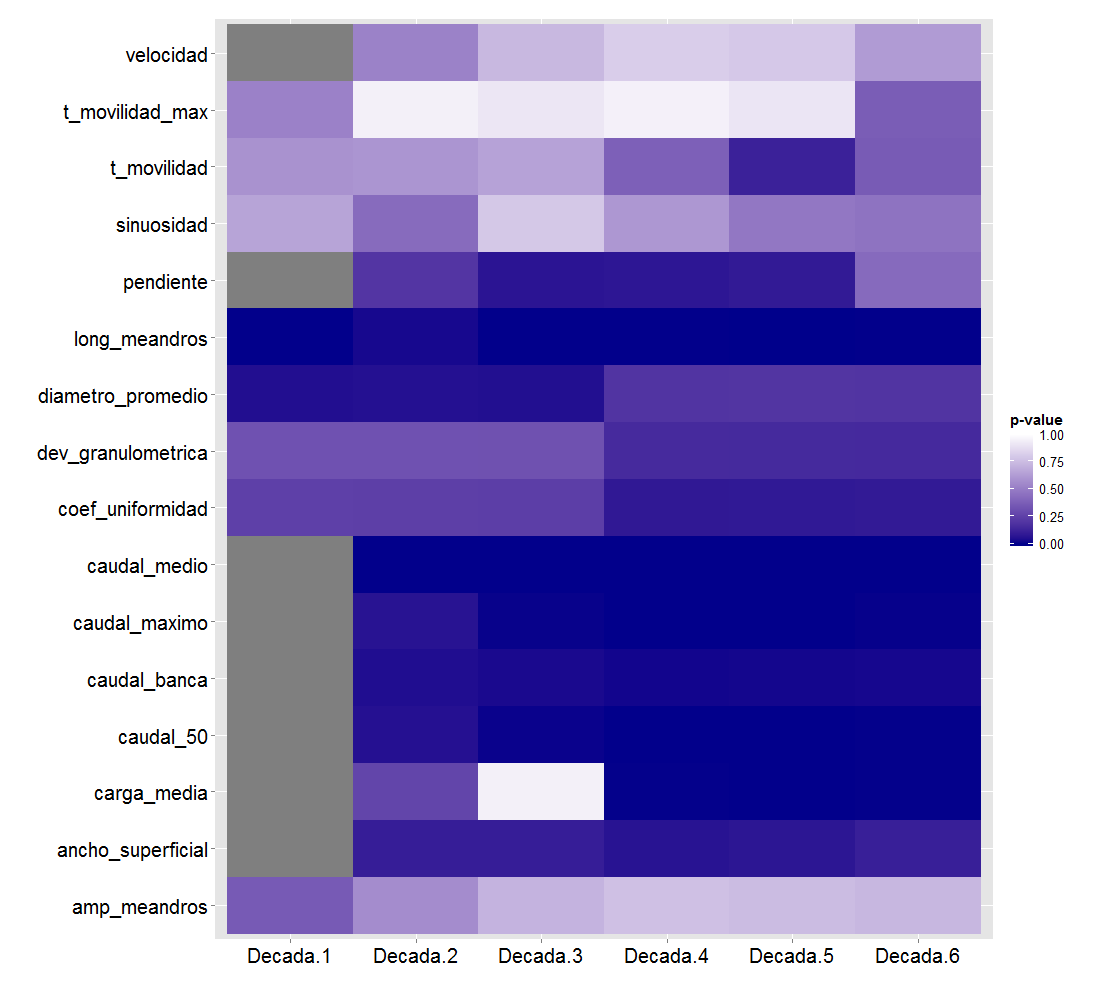 velocidad
t_movilidad_max
t_movilidad
sinuosidad
pendiente
long_meandros
diametro_promedio
dev_granulometrica
coef_uniformidad
caudal_medio
caudal_maximo
caudal_banca
caudal_50
carga_media
ancho_superficial
amp_meandros
Decada.1 Decada.2 Decada.3 Decada.4 Decada.5 Decada.6
p-value
1.00
0.75
0.50
0.25
0.00